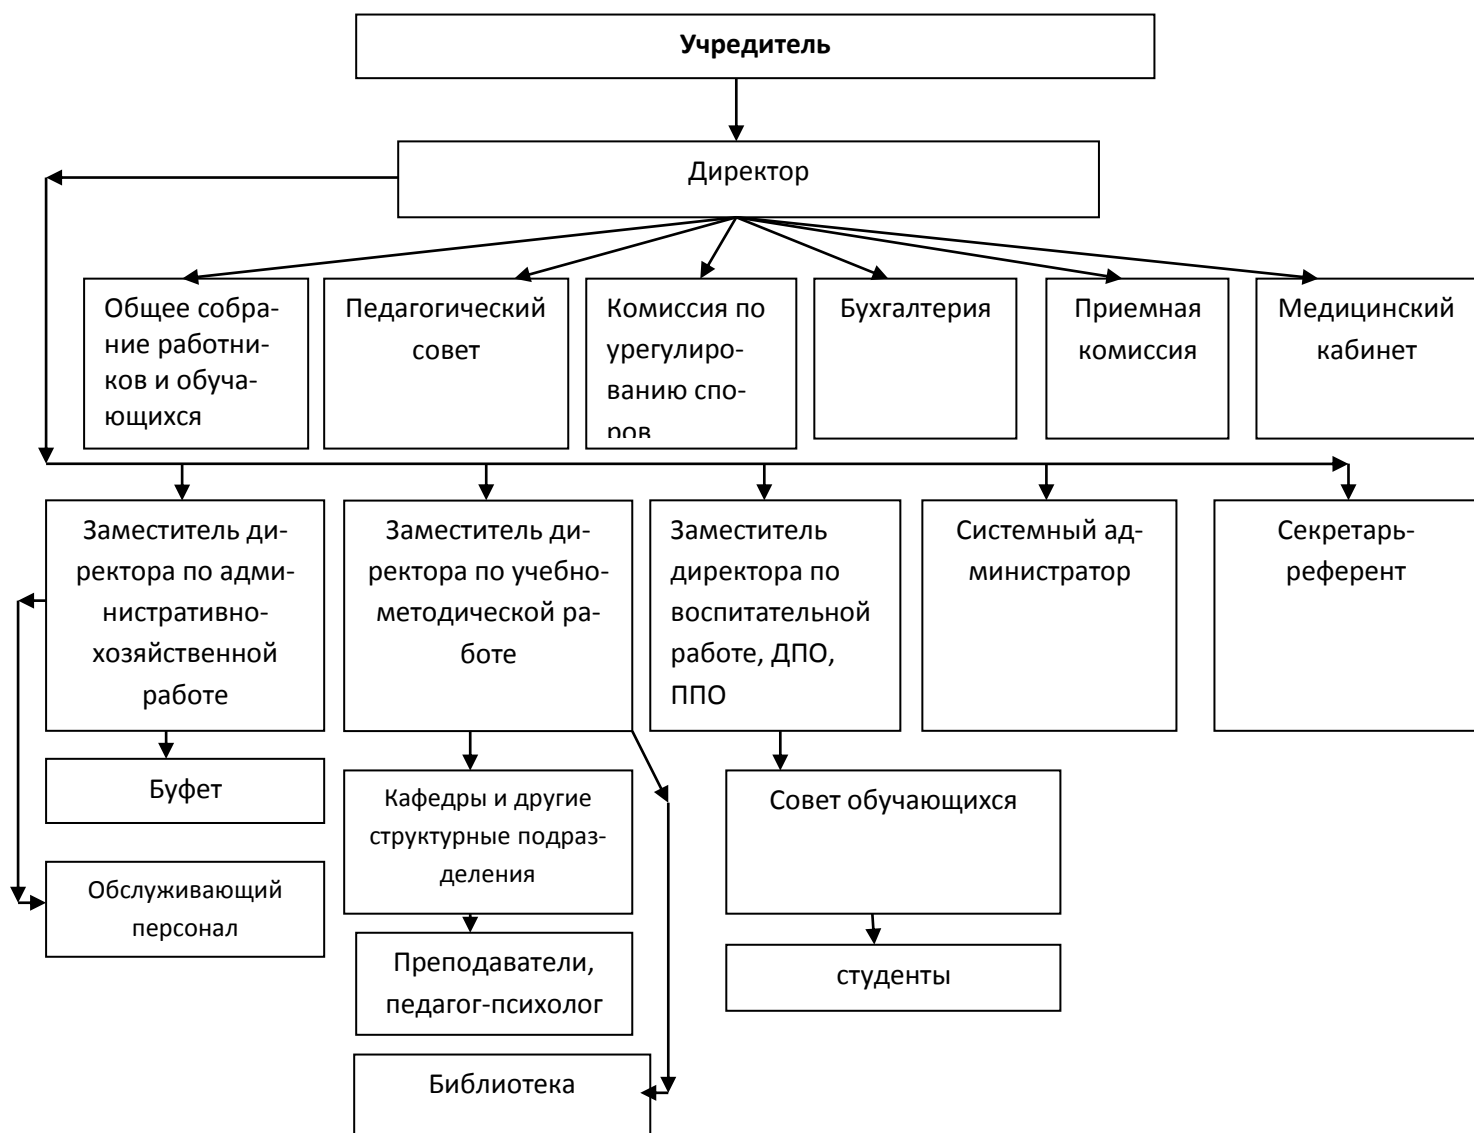 Учредитель
Директор
Общее собра-
ние работни-
ков и обуча-
ющихся
Педагогический
совет
Комиссия по
урегулиро-
ванию спо-
ров
Бухгалтерия
Приемная
комиссия
Медицинский
кабинет
Заместитель ди-
ректора по адми-
нистративно-
хозяйственной
работе
Заместитель ди-
ректора по учебно-
методической ра-
боте
Заместитель
директора по
воспитательной
работе, ДПО,
ППО
Системный ад-
министратор
Секретарь-
референт
Буфет
Кафедры и другие
структурные подраз-
деления
Совет обучающихся
Обслуживающий
персонал
Преподаватели,
педагог-психолог
студенты
Библиотека